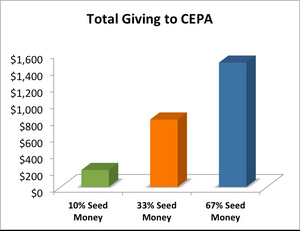 Total Giving to CEPA
$1,600
$1,400
$1,200
$1,000
$800
$600
$400
$200
$0
10% Seed Money
33% Seed Money
67% Seed Money